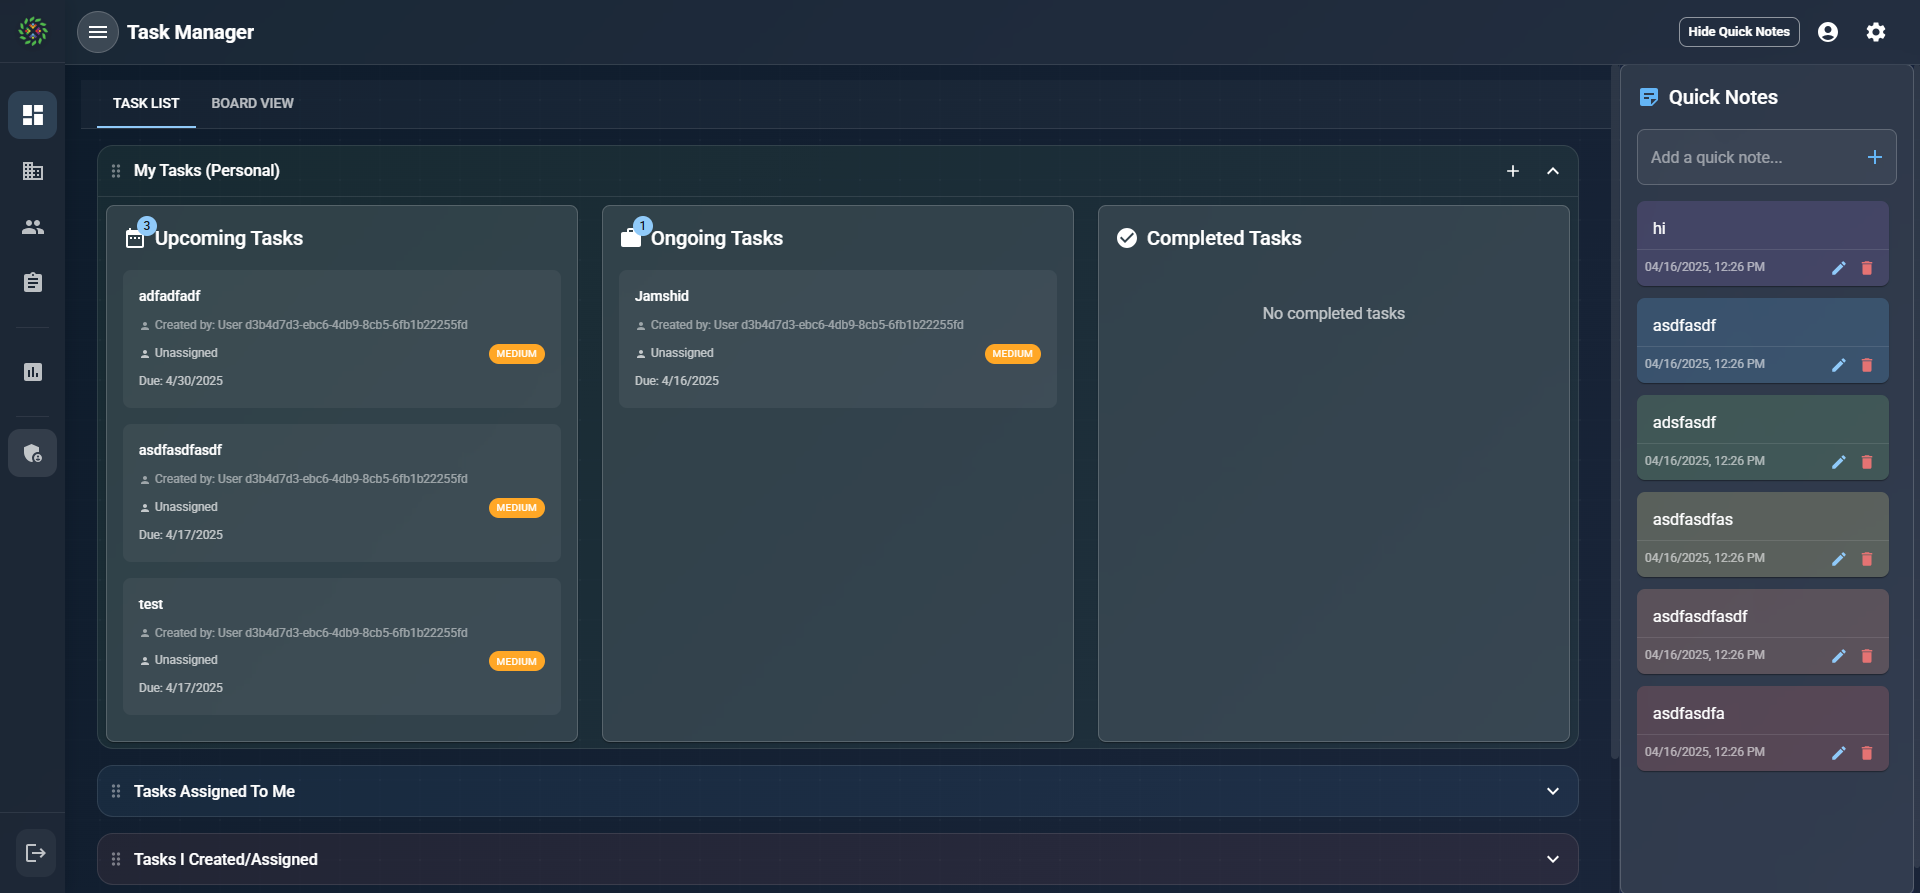 Task Manager
Hide Quick Notes
TASK LIST
BOARD VIEW
My Tasks (Personal)
3
Upcoming Tasks
adfadfadf
Created by: User d3b4d7d3-ebc6-4db9-8cb5-6fb1b22255fd
Unassigned
MEDIUM
Due: 4/30/2025
asdfasdfasdf
Created by: User d3b4d7d3-ebc6-4db9-8cb5-6fb1b22255fd
Unassigned
MEDIUM
Due: 4/17/2025
test
Created by: User d3b4d7d3-ebc6-4db9-8cb5-6fb1b22255fd
Unassigned
MEDIUM
Due: 4/17/2025
1
Ongoing Tasks
Jamshid
Created by: User d3b4d7d3-ebc6-4db9-8cb5-6fb1b22255fd
Unassigned
MEDIUM
Due: 4/16/2025
Completed Tasks
No completed tasks
Tasks Assigned To Me
Tasks I Created/Assigned
Quick Notes
Add a quick note...
hi
04/16/2025, 12:26 PM
asdfasdf
04/16/2025, 12:26 PM
adsfasdf
04/16/2025, 12:26 PM
asdfasdfas
04/16/2025, 12:26 PM
asdfasdfasdf
04/16/2025, 12:26 PM
asdfasdfa
04/16/2025, 12:26 PM